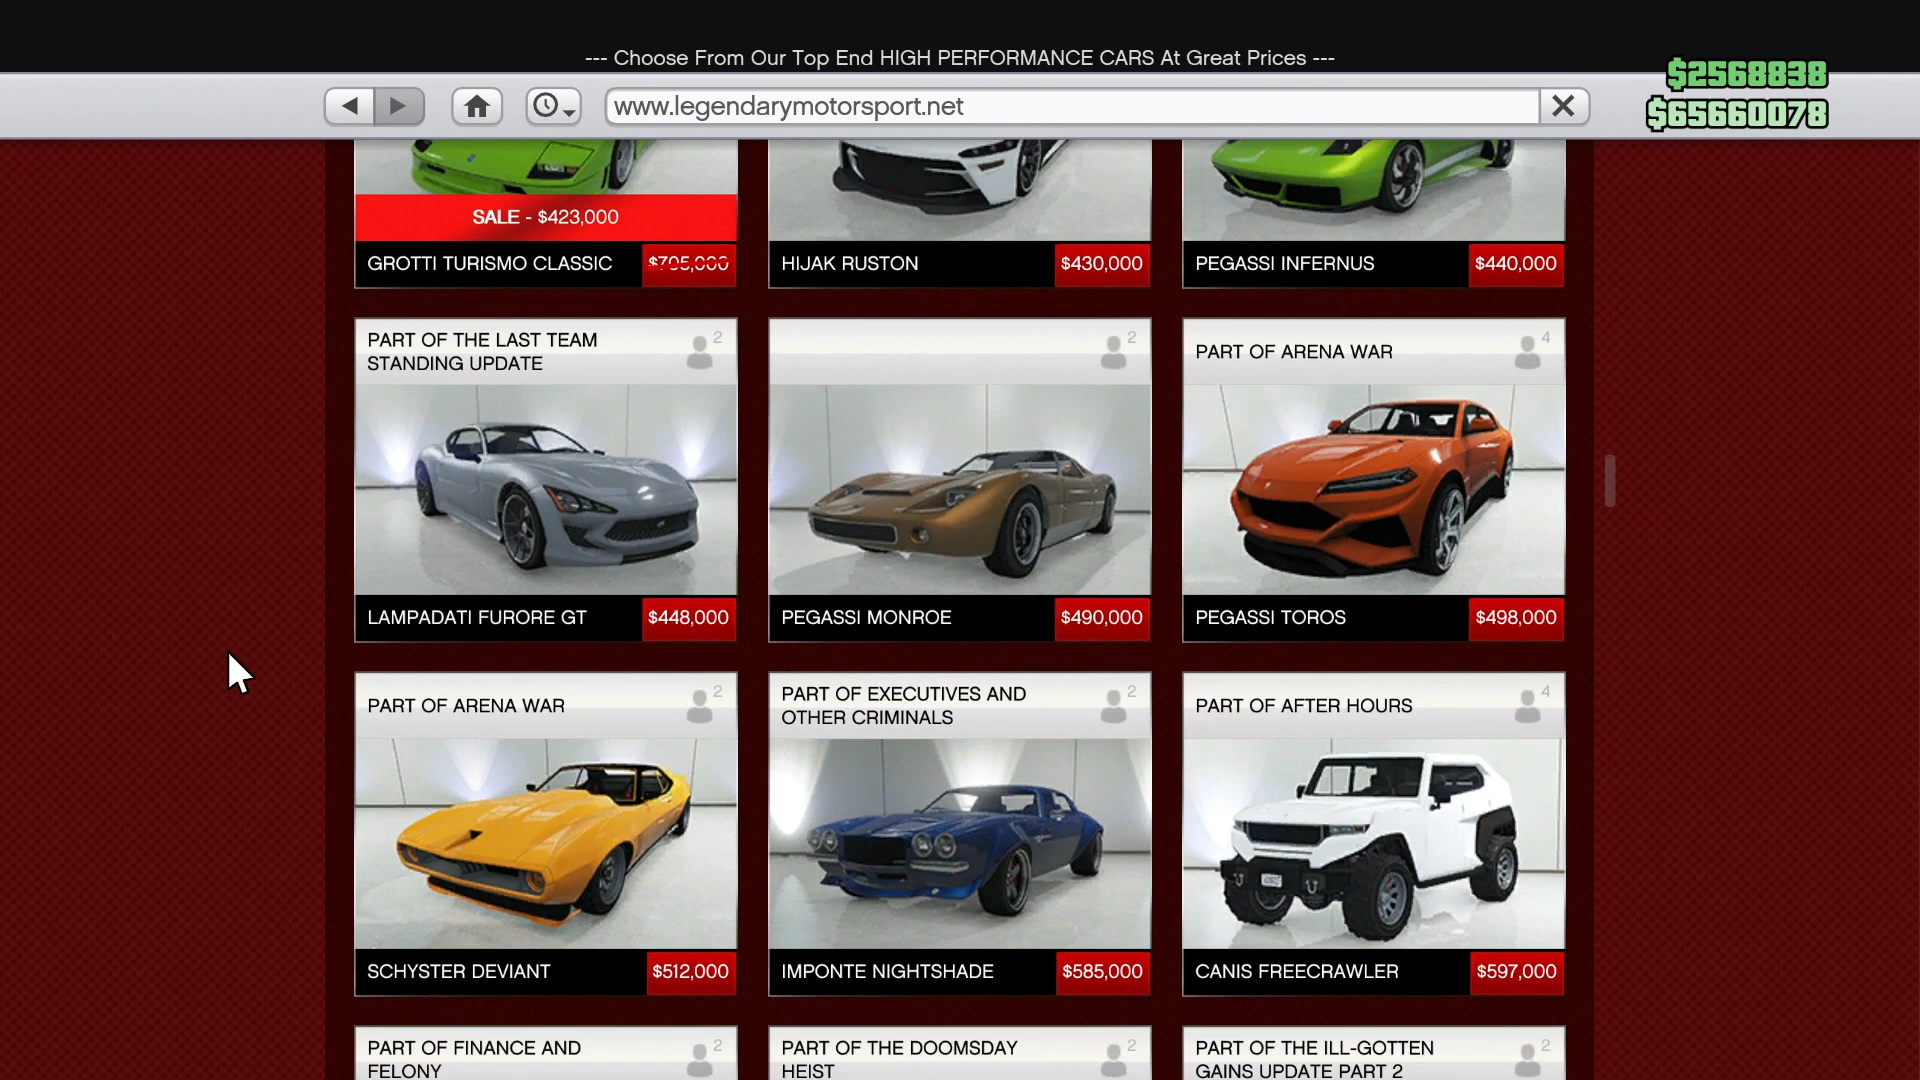 --- Choose From Our Top End HIGH PERFORMANCE CARS At Great Prices ---
$2568838
$65660078
www.legendarymotorsport.net
SALE - $423,000
GROTTI TURISMO CLASSIC
$705,000
HIJAK RUSTON
$430,000
PEGASSI INFERNUS
$440,000
PART OF THE LAST TEAM
STANDING UPDATE
2
2
PART OF ARENA WAR
4
LAMPADATI FURORE GT
$448,000
PEGASSI MONROE
$490,000
PEGASSI TOROS
$498,000
PART OF ARENA WAR
2
PART OF EXECUTIVES AND
OTHER CRIMINALS
2
PART OF AFTER HOURS
4
SCHYSTER DEVIANT
$512,000
IMPONTE NIGHTSHADE
$585,000
CANIS FREECRAWLER
$597,000
PART OF FINANCE AND
FELONY
2
PART OF THE DOOMSDAY
HEIST
2
PART OF THE ILL-GOTTEN
GAINS UPDATE PART 2
2